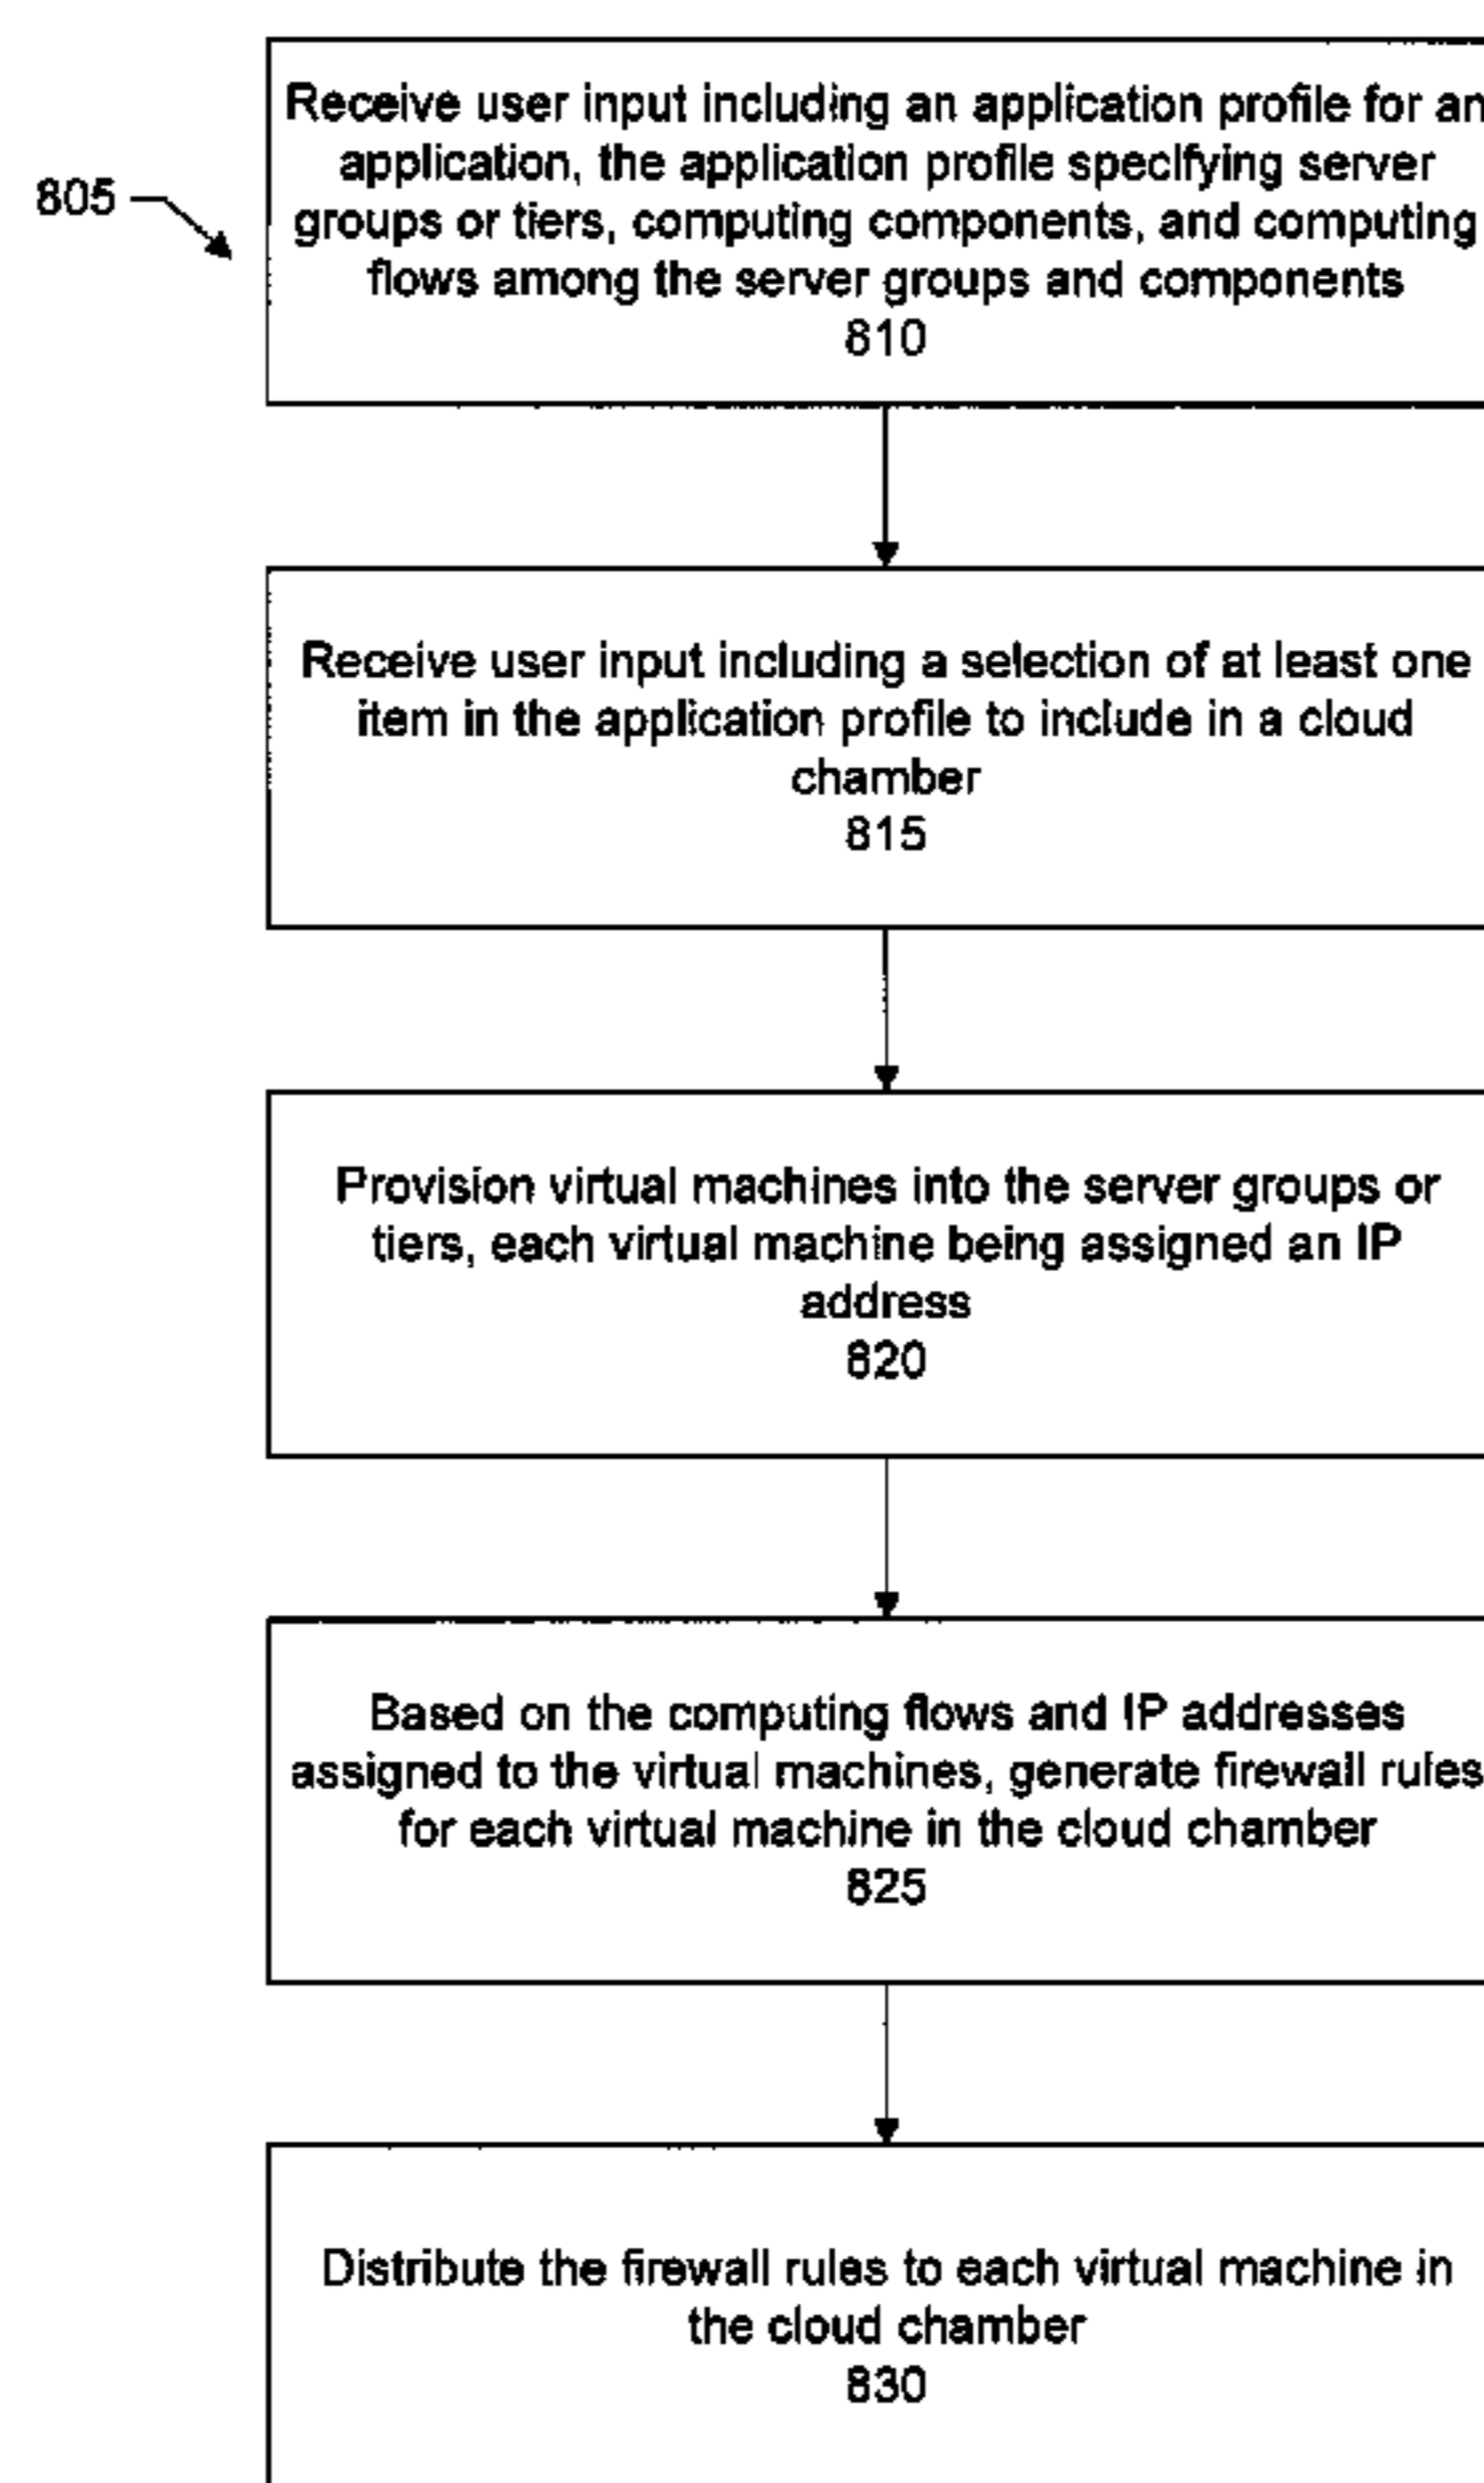 Receive user input including an application profile for an
application, the application profile specifying server
groups or tiers, computing components, and computing
flows among the server groups and components
810
805
Receive user input including a selection of at least one
item in the application profile to include in a cloud
chamber
815
Provision virtual machines into the server groups or
tiers, each virtual machine being assigned an IP
address
820
Based on the computing flows and IP addresses
assigned to the virtual machines, generate firewall rules
for each virtual machine in the cloud chamber
825
Distribute the firewall rules to each virtual machine in
the cloud chamber
830